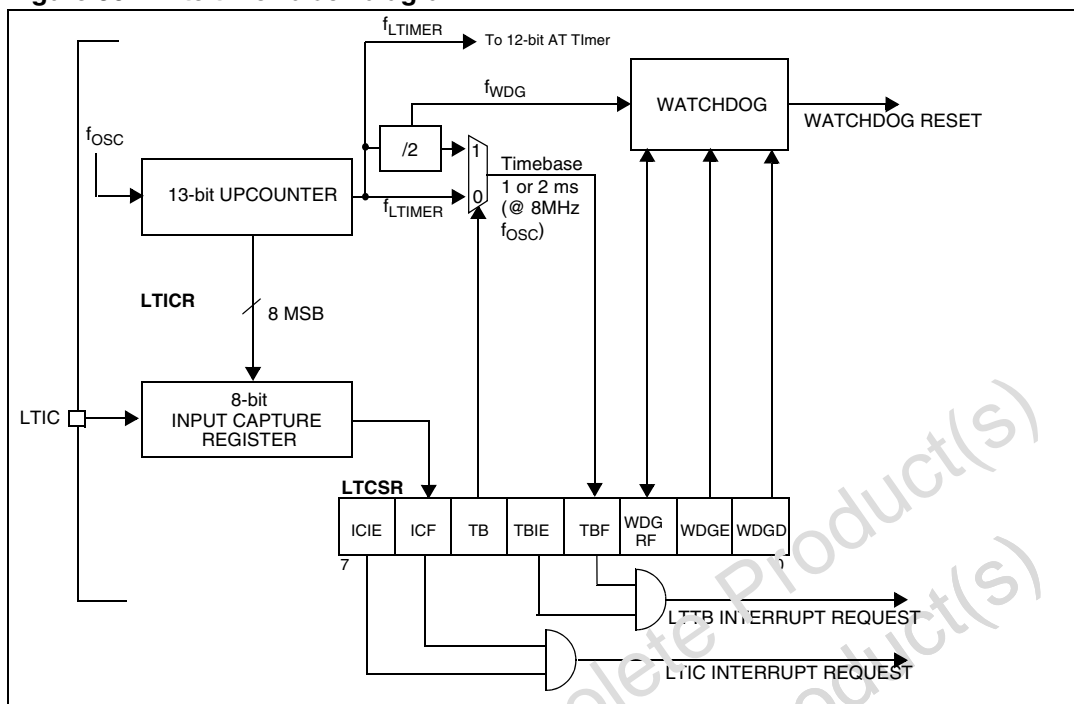 fLTIMER
To 12-bit AT TImer
fWDG
WATCHDOG
WATCHDOG RESET
fOSC
/2
1
0
Timebase
1 or 2 ms
(@ 8MHz
fOSC)
13-bit UPCOUNTER
fLTIMER
LTICR
8 MSB
LTIC
8-bit
INPUT CAPTURE
REGISTER
LTCSR
ICIE ICF TB TBIE TBF WDG RF WDGE WDGD
7 0
LTTB INTERRUPT REQUEST
LTIC INTERRUPT REQUEST
Product(s)